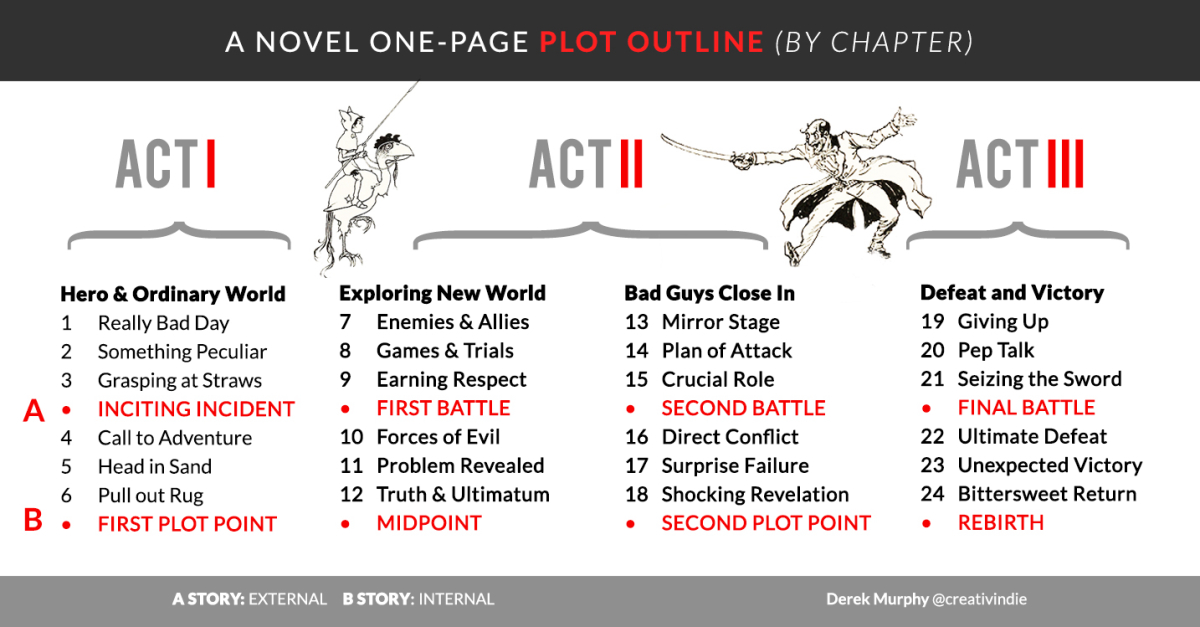 A NOVEL ONE-PAGE PLOT OUTLINE (BY CHAPTER)
ACT I
ACT II
ACT III
Hero & Ordinary World
1 Really Bad Day
2 Something Peculiar
3 Grasping at Straws
A • INCITING INCIDENT
4 Call to Adventure
5 Head in Sand
6 Pull out Rug
B • FIRST PLOT POINT
Exploring New World
7 Enemies & Allies
8 Games & Trials
9 Earning Respect
• FIRST BATTLE
10 Forces of Evil
11 Problem Revealed
12 Truth & Ultimatum
• MIDPOINT
Bad Guys Close In
13 Mirror Stage
14 Plan of Attack
15 Crucial Role
• SECOND BATTLE
16 Direct Conflict
17 Surprise Failure
18 Shocking Revelation
• SECOND PLOT POINT
Defeat and Victory
19 Giving Up
20 Pep Talk
21 Seizing the Sword
• FINAL BATTLE
22 Ultimate Defeat
23 Unexpected Victory
24 Bittersweet Return
• REBIRTH
A STORY: EXTERNAL B STORY: INTERNAL
Derek Murphy @creativindie